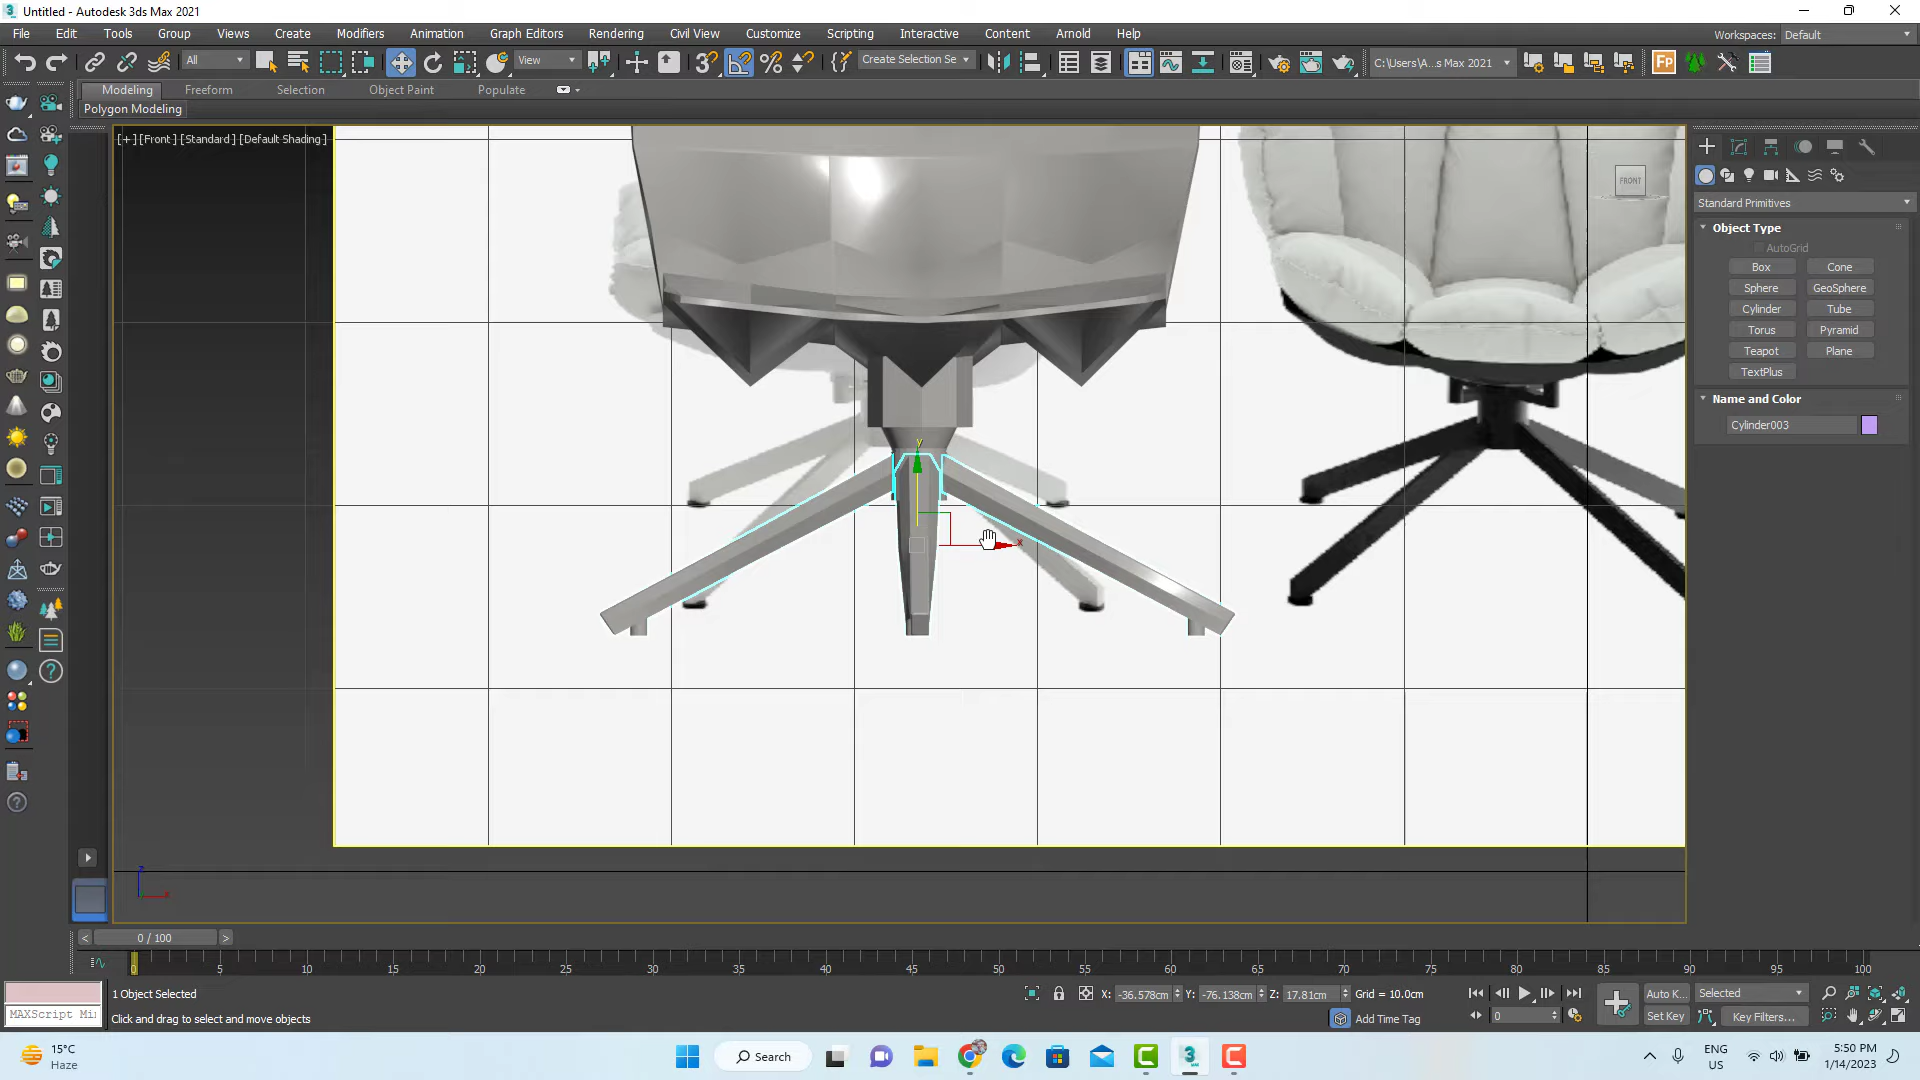 Untitled - Autodesk 3ds Max 2021
File Edit Tools Group Views Create Modifiers Animation Graph Editors Rendering Civil View Customize Scripting Interactive Content Arnold Help
Workspaces: Default
All View Create Selection Se C:\Users\A...s Max 2021
Modeling Freeform Selection Object Paint Populate
Polygon Modeling
[+] [Front] [Standard] [Default Shading]
FRONT
Standard Primitives
Object Type
AutoGrid
Box Cone
Sphere GeoSphere
Cylinder Tube
Torus Pyramid
Teapot Plane
TextPlus
Name and Color
Cylinder003
y
x
z
x
< 0 / 100 >
0 5 10 15 20 25 30 35 40 45 50 55 60 65 70 75 80 85 90 95 100
1 Object Selected
X: -36.578cm Y: -76.138cm Z: 17.81cm Grid = 10.0cm
Auto K... Selected
MAXScript Mi
Click and drag to select and move objects
Add Time Tag
0
Set Key Key Filters...
15°C
Haze
Search
ENG
US
5:50 PM
1/14/2023